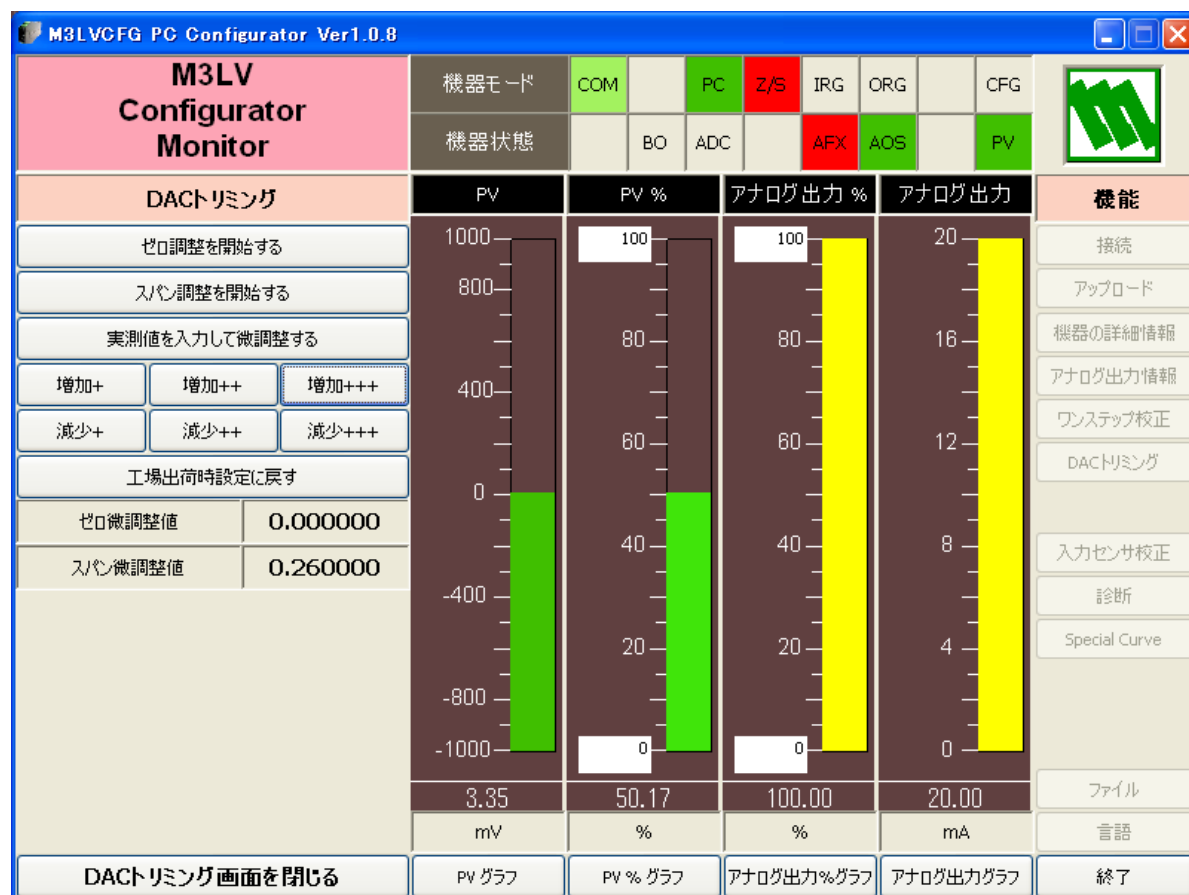 M3LVCFG PC Configurator Ver1.0.8
M3LV
Configurator
Monitor
機器モード
COM
PC
Z/S
IRG
ORG
CFG
機器状態
BO
ADC
AFX
AOS
PV
DACトリミング
ゼロ調整を開始する
スパン調整を開始する
実測値を入力して微調整する
増加+
増加++
増加+++
減少+
減少++
減少+++
工場出荷時設定に戻す
ゼロ微調整値
0.000000
スパン微調整値
0.260000
DACトリミング画面を閉じる
PV
1000
800
400
0
-400
-800
-1000
3.35
mV
PV グラフ
PV %
100
80
60
40
20
0
50.17
%
PV % グラフ
アナログ出力 %
100
80
60
40
20
0
100.00
%
アナログ出力%グラフ
アナログ出力
20
16
12
8
4
0
20.00
mA
アナログ出力グラフ
機能
接続
アップロード
機器の詳細情報
アナログ出力情報
ワンステップ校正
DACトリミング
入力センサ校正
診断
Special Curve
ファイル
言語
終了